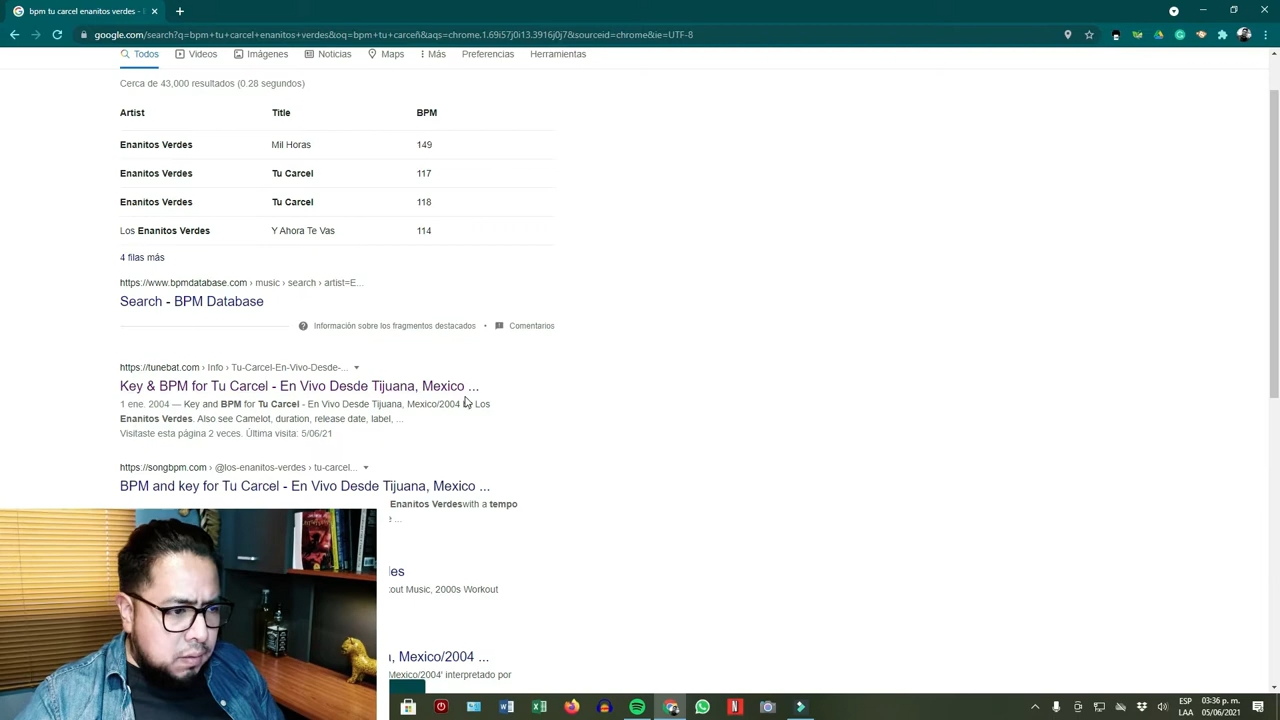 bpm tu carcel enanitos verdes -
google.com/search?q=bpm+tu+carcel+enanitos+verdes&oq=bpm+tu+carceñ&aqs=chrome.1.69i57j0i13.3916j0j7&sourceid=chrome&ie=UTF-8
Todos Videos Imágenes Noticias Maps Más Preferencias Herramientas
Cerca de 43,000 resultados (0.28 segundos)
Artist Title BPM
Enanitos Verdes Mil Horas 149
Enanitos Verdes Tu Carcel 117
Enanitos Verdes Tu Carcel 118
Los Enanitos Verdes Y Ahora Te Vas 114
4 filas más
https://www.bpmdatabase.com › music › search › artist=E...
Search - BPM Database
Información sobre los fragmentos destacados • Comentarios
https://tunebat.com › Info › Tu-Carcel-En-Vivo-Desde-...
Key & BPM for Tu Carcel - En Vivo Desde Tijuana, Mexico ...
1 ene. 2004 — Key and BPM for Tu Carcel - En Vivo Desde Tijuana, Mexico/2004 Los
Enanitos Verdes. Also see Camelot, duration, release date, label, ...
Visitaste esta página 2 veces. Última visita: 5/06/21
https://songbpm.com › @los-enanitos-verdes › tu-carcel...
BPM and key for Tu Carcel - En Vivo Desde Tijuana, Mexico ...
Enanitos Verdeswith a tempo
...
es
out Music, 2000s Workout
, Mexico/2004 ...
Mexico/2004' interpretado por
ESP 03:36 p. m.
LAA 05/06/2021